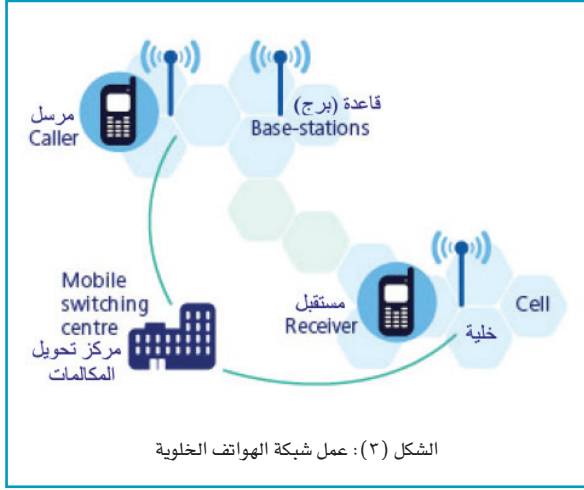 قاعدة (برج)
Base-stations
مرسل
Caller
Mobile
switching
centre
مركز تحويل
المكالمات
مستقبل
Receiver
Cell
خلية
الشكل (٣): عمل شبكة الهواتف الخلوية